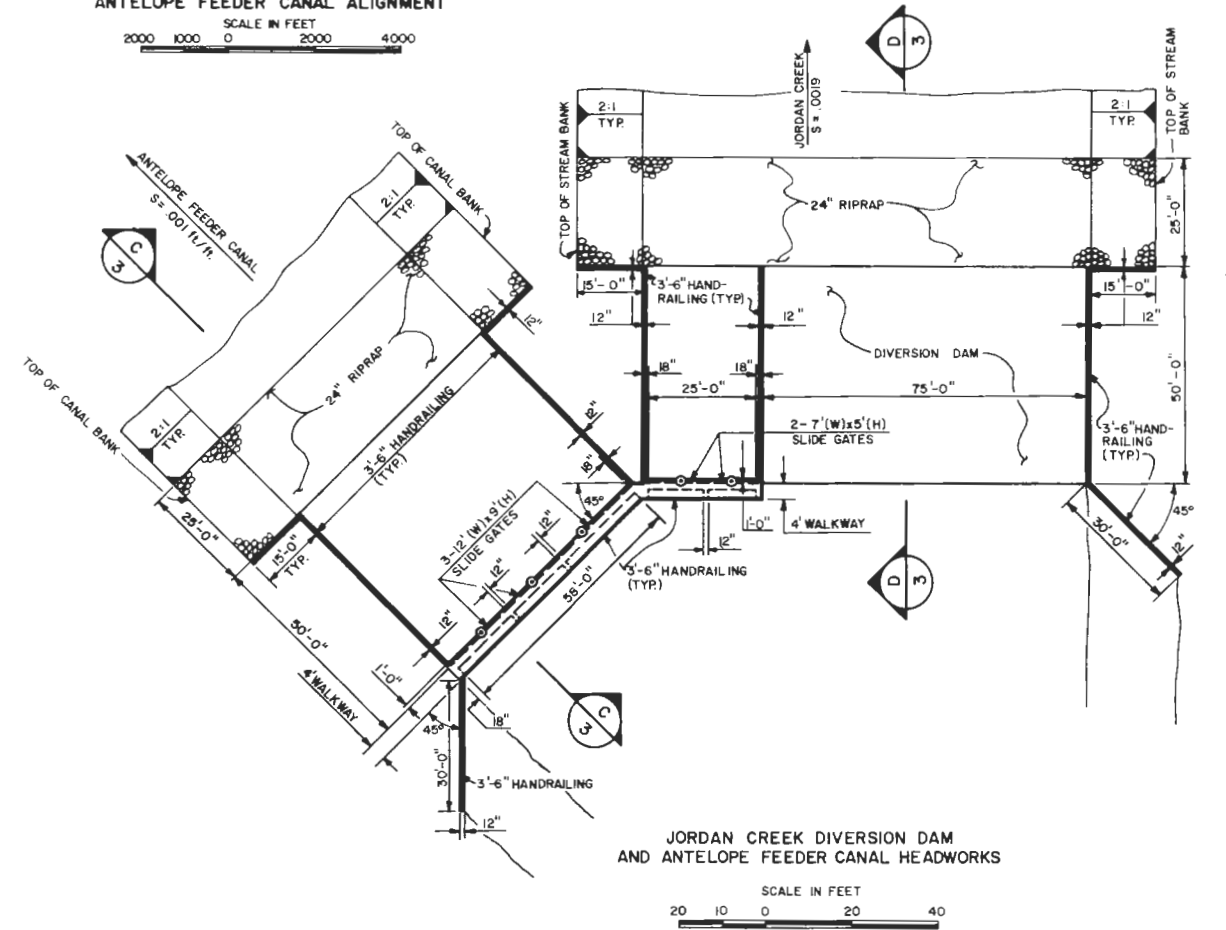 ANTELOPE FEEDER CANAL ALIGNMENT
SCALE IN FEET
2000 1000 0 2000 4000
D
3
JORDAN CREEK
S = .0019
TOP OF STREAM BANK
2:1
TYP.
2:1
TYP.
TOP OF STREAM
BANK
24" RIPRAP
25'-0"
TOP OF CANAL BANK
ANTELOPE FEEDER CANAL
S = .001 ft/ft.
2:1
TYP.
C
3
12"
24" RIPRAP
TOP OF CANAL BANK
2:1
TYP.
3'-6" HANDRAILING
(TYP.)
15'-0"
3'-6" HAND-
RAILING (TYP.)
15'-0"
12"
12"
12"
DIVERSION DAM
18"
18"
25'-0"
75'-0"
50'-0"
2-7'(W)x5'(H)
SLIDE GATES
3'-6" HAND-
RAILING
(TYP.)
12"
18"
45°
1'-0"
4' WALKWAY
12"
3'-6" HANDRAILING
(TYP.)
45°
30'-0"
12"
25'-0"
15'-0"
TYP.
3-12'(W)x9'(H)
SLIDE GATES
12"
12"
58'-0"
12"
50'-0"
1'-0"
4' WALKWAY
45°
18"
C
3
D
3
30'-0"
3'-6" HANDRAILING
12"
JORDAN CREEK DIVERSION DAM
AND ANTELOPE FEEDER CANAL HEADWORKS
SCALE IN FEET
20 10 0 20 40